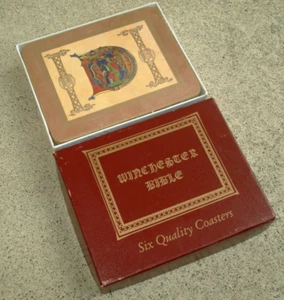 WINCHESTER
BIBLE
Six Quality Coasters